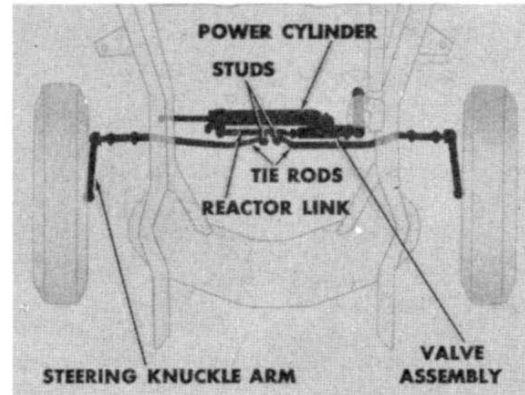 POWER CYLINDER
STUDS
TIE RODS
REACTOR LINK
STEERING KNUCKLE ARM
VALVE
ASSEMBLY